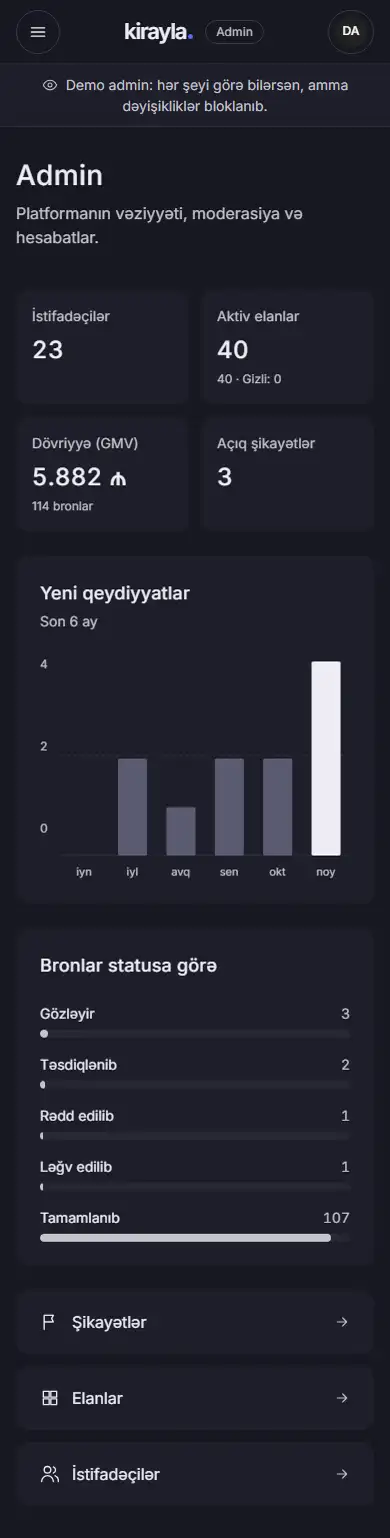 kirayla.
Admin
DA
Demo admin: hər şeyi görə bilərsən, amma
dəyişikliklər bloklanıb.
Admin
Platformanın vəziyyəti, moderasiya və
hesabatlar.
İstifadəçilər
23
Aktiv elanlar
40
40 · Gizli: 0
Dövriyyə (GMV)
5.882 ₼
114 bronlar
Açıq şikayətlər
3
Yeni qeydiyyatlar
Son 6 ay
4
2
0
iyn iyl avq sen okt noy
Bronlar statusa görə
Gözləyir 3
Təsdiqlənib 2
Rədd edilib 1
Ləğv edilib 1
Tamamlanıb 107
Şikayətlər
Elanlar
İstifadəçilər